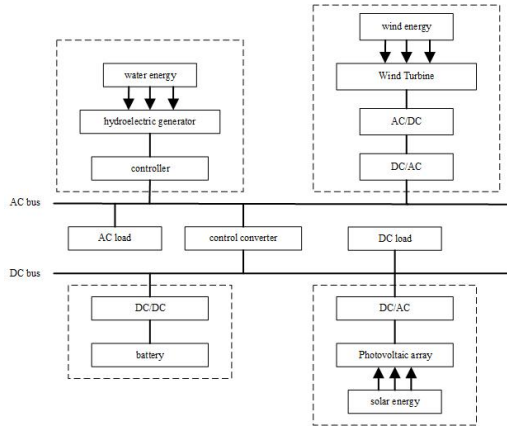 wind energy
water energy
Wind Turbine
hydroelectric generator
AC/DC
controller
DC/AC
AC bus
AC load
control converter
DC load
DC bus
DC/DC
DC/AC
battery
Photovoltaic array
solar energy